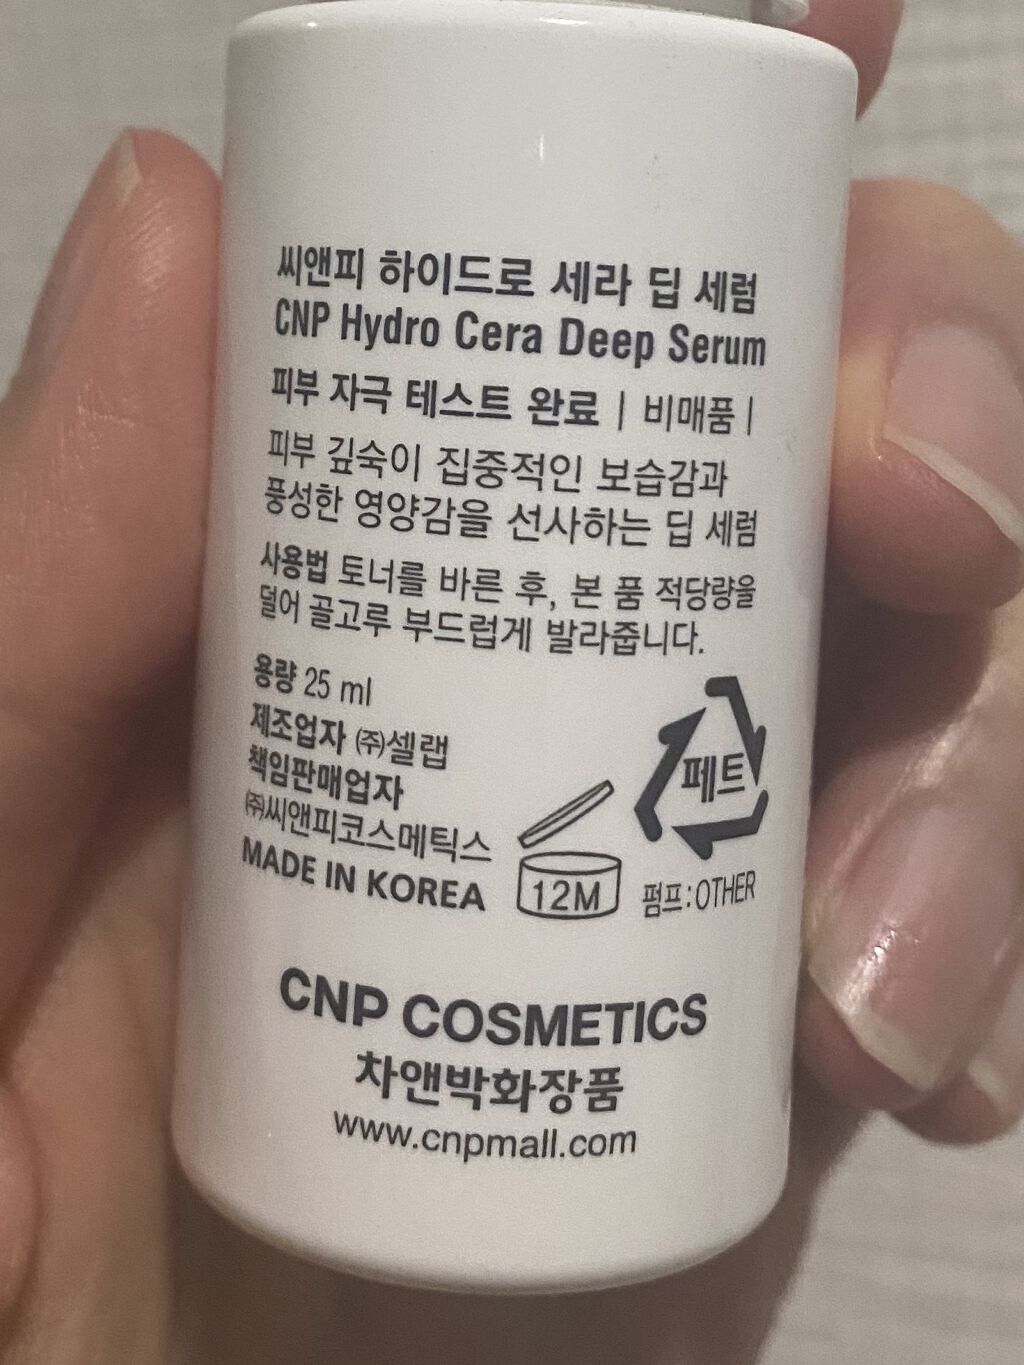 씨앤피 하이드로 세라 딥 세럼
CNP Hydro Cera Deep Serum
피부 자극 테스트 완료 | 비매품 |
피부 깊숙이 집중적인 보습감과
풍성한 영양감을 선사하는 딥 세럼
사용법 토너를 바른 후, 본 품 적당량을
덜어 골고루 부드럽게 발라줍니다.
용량 25 ml
제조업자 ㈜셀랩
책임판매업자
㈜씨앤피코스메틱스
MADE IN KOREA
12M
페트
펌프:OTHER
CNP COSMETICS
차앤박화장품
www.cnpmall.com